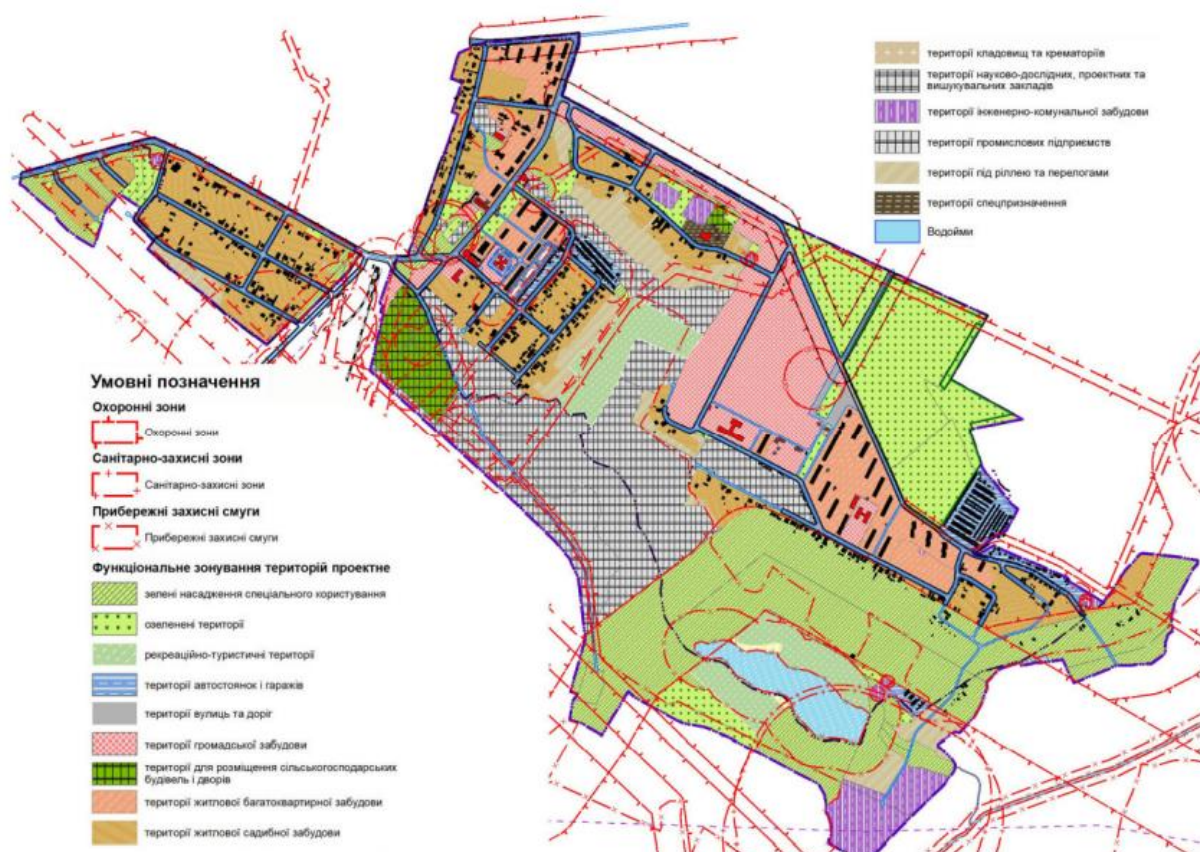 території кладовищ та крематоріїв
території науково-дослідних, проектних та
вишукувальних закладів
території інженерно-комунальної забудови
території промислових підприємств
території під ріллею та перелогами
території спецпризначення
Водойми
Умовні позначення
Охоронні зони
Охоронні зони
Санітарно-захисні зони
Санітарно-захисні зони
Прибережні захисні смуги
Прибережні захисні смуги
Функціональне зонування територій проектне
зелені насадження спеціального користування
озеленені території
рекреаційно-туристичні території
території автостоянок і гаражів
території вулиць та доріг
території громадської забудови
території для розміщення сільськогосподарських
будівель і дворів
території житлової багатоквартирної забудови
території житлової садибної забудови